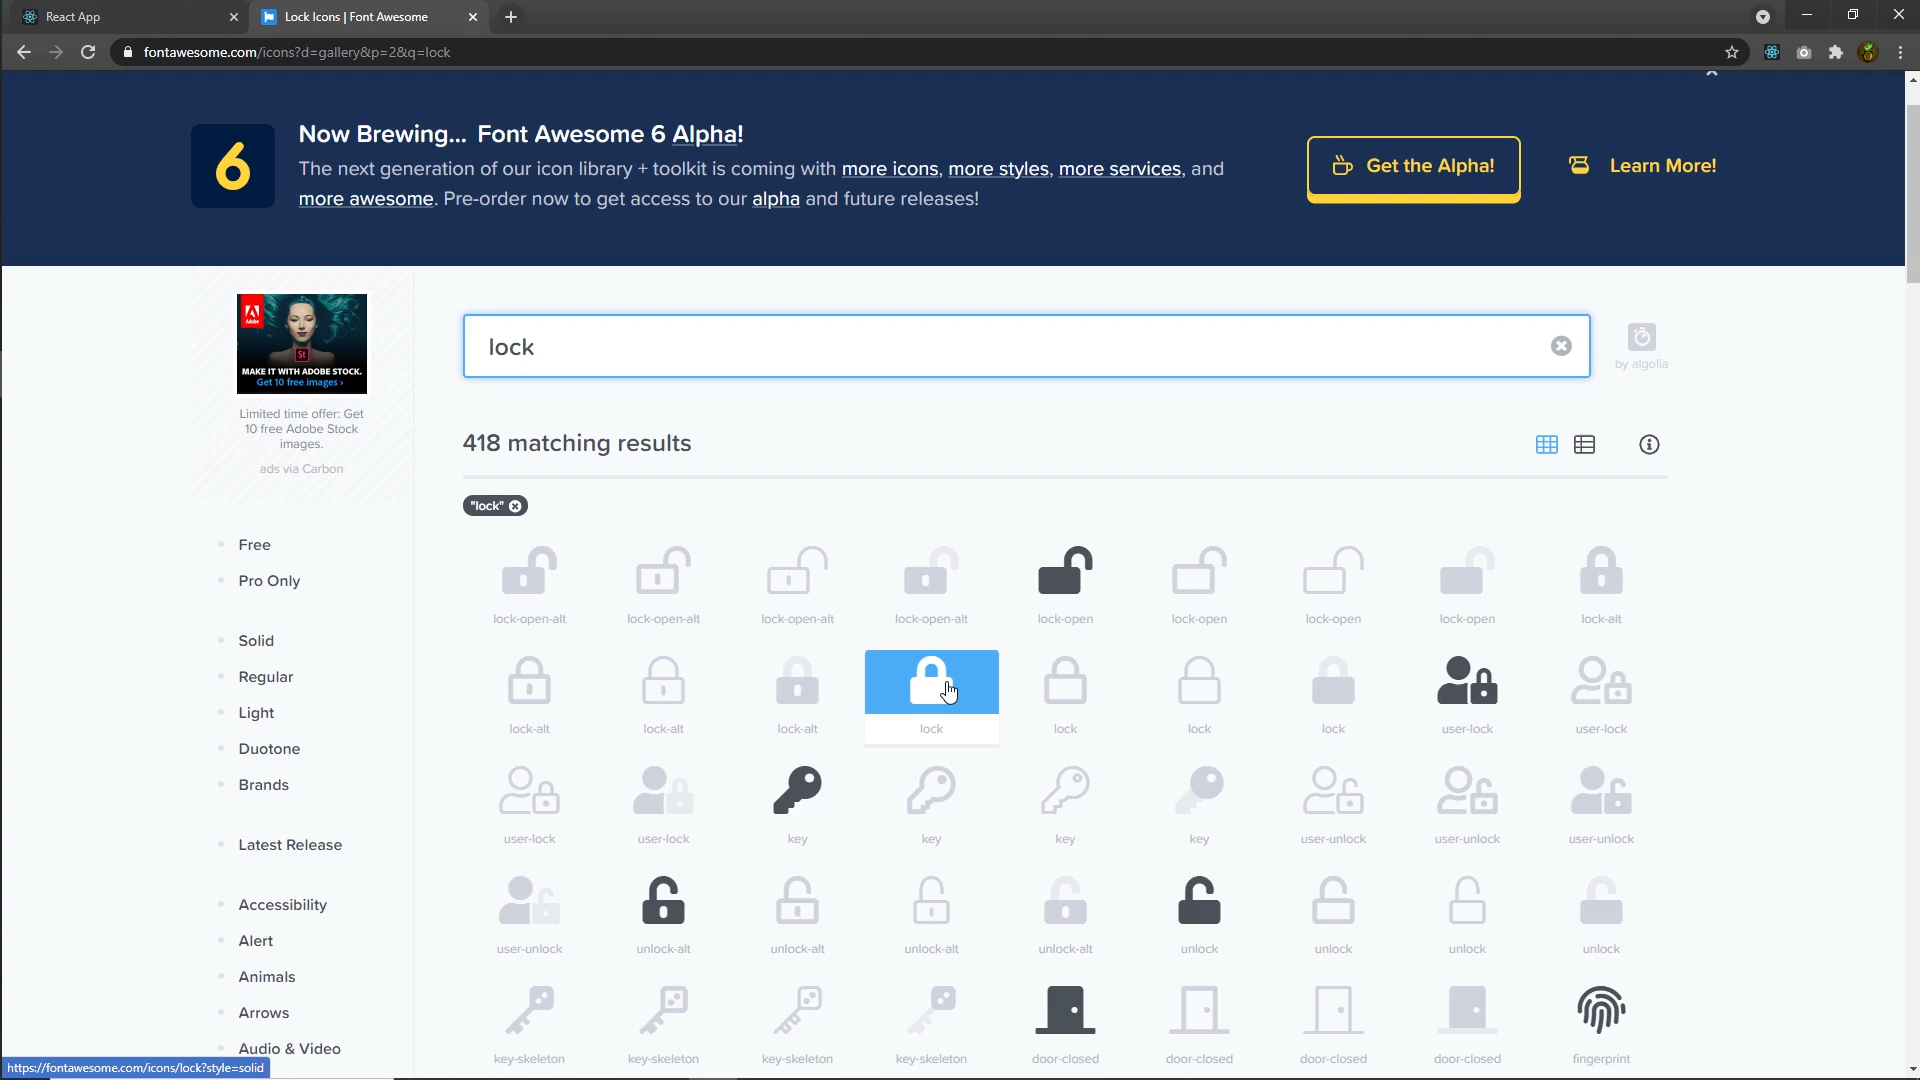 React App
Lock Icons | Font Awesome
fontawesome.com/icons?d=gallery&p=2&q=lock
6
Now Brewing... Font Awesome 6 Alpha!
The next generation of our icon library + toolkit is coming with more icons, more styles, more services, and
more awesome. Pre-order now to get access to our alpha and future releases!
Get the Alpha!
Learn More!
Adobe
St
MAKE IT WITH ADOBE STOCK.
Get 10 free images ›
Limited time offer: Get
10 free Adobe Stock
images.
ads via Carbon
lock
by algolia
418 matching results
"lock"
Free
Pro Only
Solid
Regular
Light
Duotone
Brands
Latest Release
Accessibility
Alert
Animals
Arrows
Audio & Video
lock-open-alt lock-open-alt lock-open-alt lock-open-alt lock-open lock-open lock-open lock-open lock-alt
lock-alt lock-alt lock-alt lock lock lock lock user-lock user-lock
user-lock user-lock key key key key user-unlock user-unlock user-unlock
user-unlock unlock-alt unlock-alt unlock-alt unlock-alt unlock unlock unlock unlock
key-skeleton key-skeleton key-skeleton key-skeleton door-closed door-closed door-closed door-closed fingerprint
https://fontawesome.com/icons/lock?style=solid